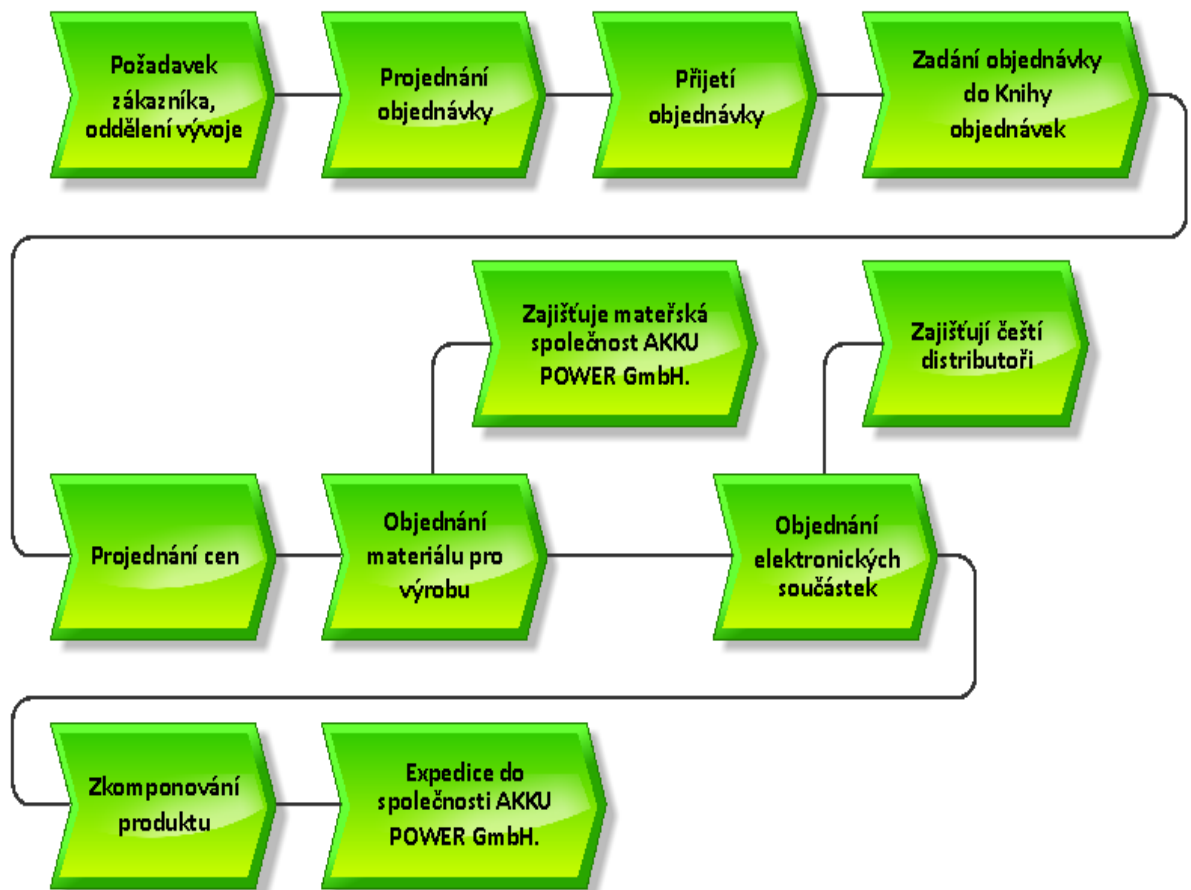 Požadavek
zákazníka,
oddělení vývoje
Projednání
objednávky
Přijetí
objednávky
Zadání objednávky
do Knihy
objednávek
Zajišťuje mateřská
společnost AKKU
POWER GmbH.
Zajišťují čeští
distributoři
Projednání cen
Objednání
materiálu pro
výrobu
Objednání
elektronických
součástek
Zkomponování
produktu
Expedice do
společnosti AKKU
POWER GmbH.